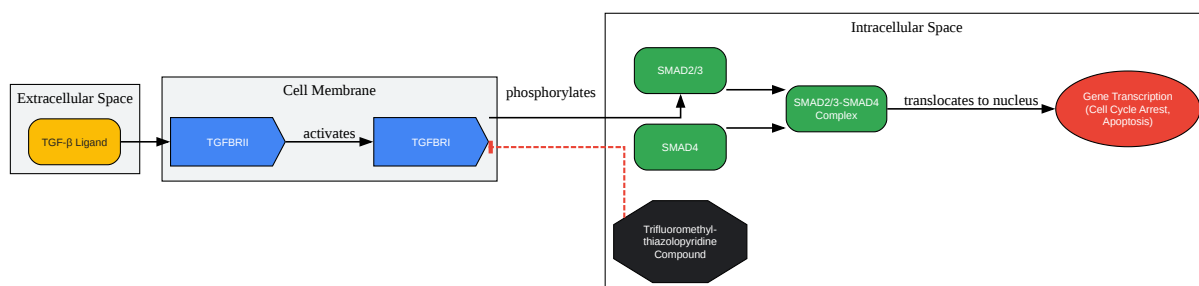 Extracellular Space
TGF-β Ligand
Cell Membrane
TGFBRII
activates
TGFBRI
phosphorylates
Intracellular Space
SMAD2/3
SMAD4
SMAD2/3-SMAD4
Complex
translocates to nucleus
Gene Transcription
(Cell Cycle Arrest,
Apoptosis)
Trifluoromethyl-
thiazolopyridine
Compound